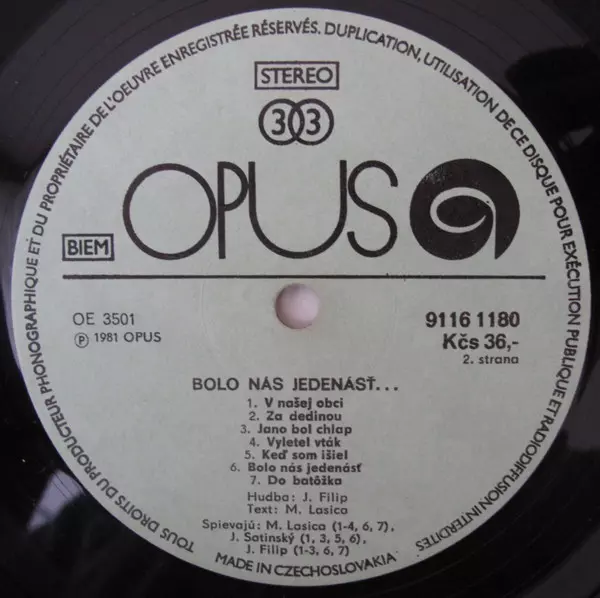 TOUS DROITS DU PRODUCTEUR PHONOGRAPHIQUE ET DU PROPRIÉTAIRE DE L'OEUVRE ENREGISTRÉE RÉSERVÉS. DUPLICATION, UTILISATION DE CE DISQUE POUR EXÉCUTION PUBLIQUE ET RADIODIFFUSION INTERDITES
STEREO
33
OPUS
BIEM
OE 3501
℗ 1981 OPUS
9116 1180
Kčs 36,-
2. strana
BOLO NÁS JEDENÁSŤ...
1. V našej obci
2. Za dedinou
3. Jano bol chlap
4. Vyletel vták
5. Keď som išiel
6. Bolo nás jedenásť
7. Do batôžka
Hudba: J. Filip
Text: M. Lasica
Spievajú: M. Lasica (1-4, 6, 7),
J. Satinský (1, 3, 5, 6),
J. Filip (1-3, 6, 7)
MADE IN CZECHOSLOVAKIA